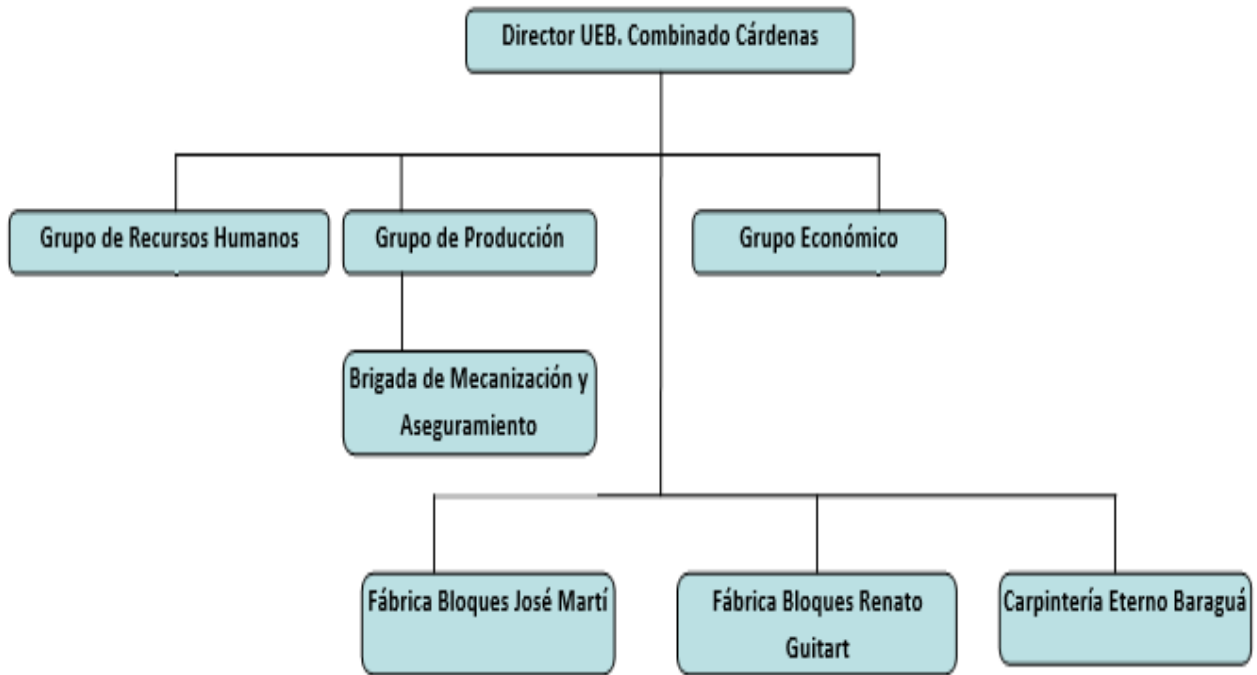 Director UEB. Combinado Cárdenas
Grupo de Recursos Humanos
Grupo de Producción
Grupo Económico
Brigada de Mecanización y
Aseguramiento
Fábrica Bloques José Martí
Fábrica Bloques Renato
Guitart
Carpintería Eterno Baraguá